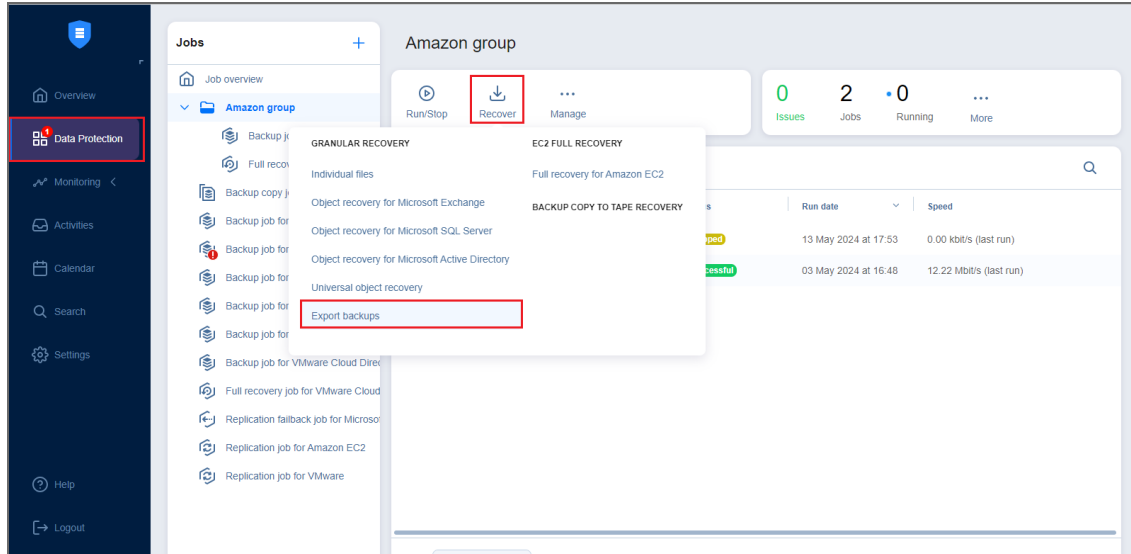 Overview
1
Data Protection
Monitoring
Activities
Calendar
Search
Settings
Help
Logout
Jobs
Job overview
Amazon group
Backup
Full
Backup copy
Backup job for
Backup job for
Backup job for
Backup job for
Backup job for
Backup job for VMware Cloud
Full recovery job for VMware Cloud
Replication failback job for
Replication job for Amazon EC2
Replication job for VMware
Amazon group
Run/Stop
Recover
Manage
GRANULAR RECOVERY
Individual files
Object recovery for Microsoft Exchange
Object recovery for Microsoft SQL Server
Object recovery for Microsoft Active Directory
Universal object recovery
Export backups
EC2 FULL RECOVERY
Full recovery for Amazon EC2
BACKUP COPY TO TAPE RECOVERY
0 2 0
Issues Jobs Running More
Run date Speed
13 May 2024 at 17:53 0.00 kbit/s (last run)
03 May 2024 at 16:48 12.22 Mbit/s (last run)